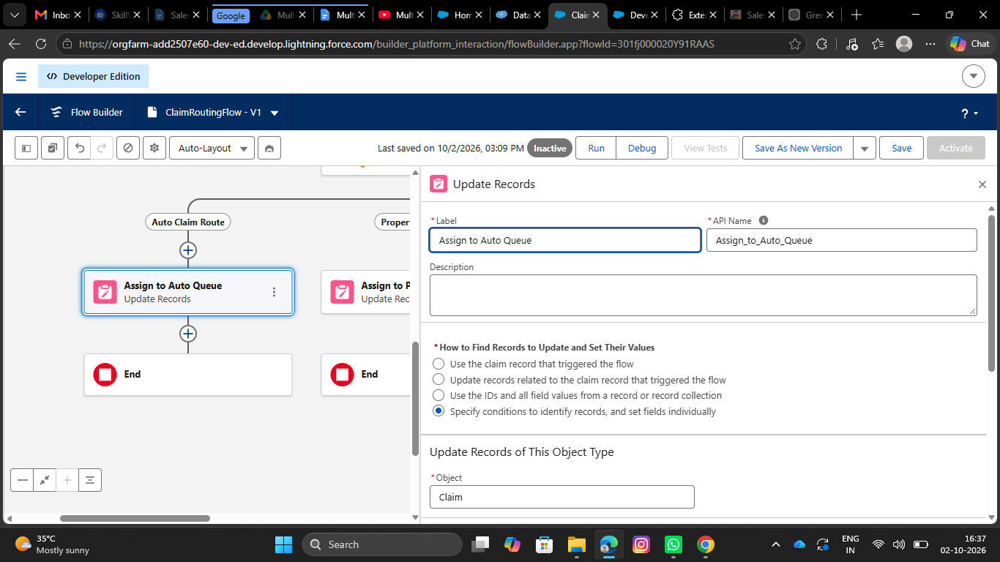 Inbo
SkillV
Sales
Google
Mult
Mult
Mult
Hom
Data
Clai
Deve
Exter
Sales
Gree
https://orgfarm-add2507e60-dev-ed.develop.lightning.force.com/builder_platform_interaction/flowBuilder.app?flowId=301fj000020Y91RAAS
Chat
Developer Edition
Flow Builder
ClaimRoutingFlow - V1
?
Auto-Layout
Last saved on 10/2/2026, 03:09 PM
Inactive
Run
Debug
View Tests
Save As New Version
Save
Activate
Auto Claim Route
Proper
Assign to Auto Queue
Update Records
Assign to P
Update Rec
End
End
Update Records
*Label
Assign to Auto Queue
*API Name
Assign_to_Auto_Queue
Description
*How to Find Records to Update and Set Their Values
Use the claim record that triggered the flow
Update records related to the claim record that triggered the flow
Use the IDs and all field values from a record or record collection
Specify conditions to identify records, and set fields individually
Update Records of This Object Type
*Object
Claim
35°C
Mostly sunny
Search
ENG
IN
16:37
02-10-2026